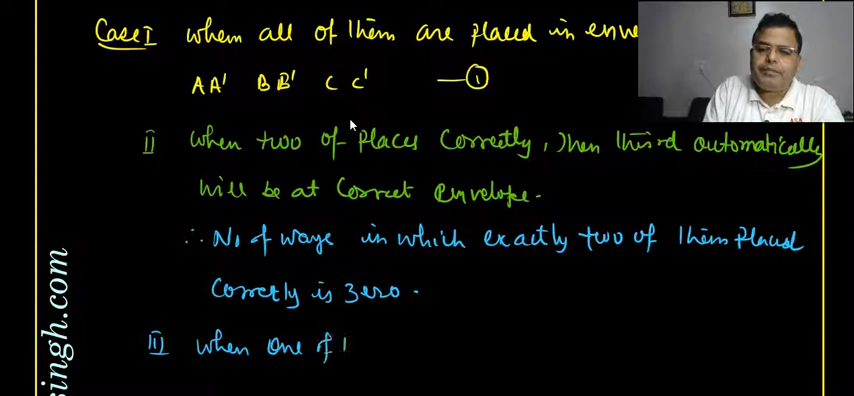 Case I when all of them are placed in enve
AA' BB' CC' — ①
II when two of places Correctly, then third automatically
will be at Correct envelope.
∴ No of ways in which exactly two of them placed
Correctly is zero.
III when One of
singh.com